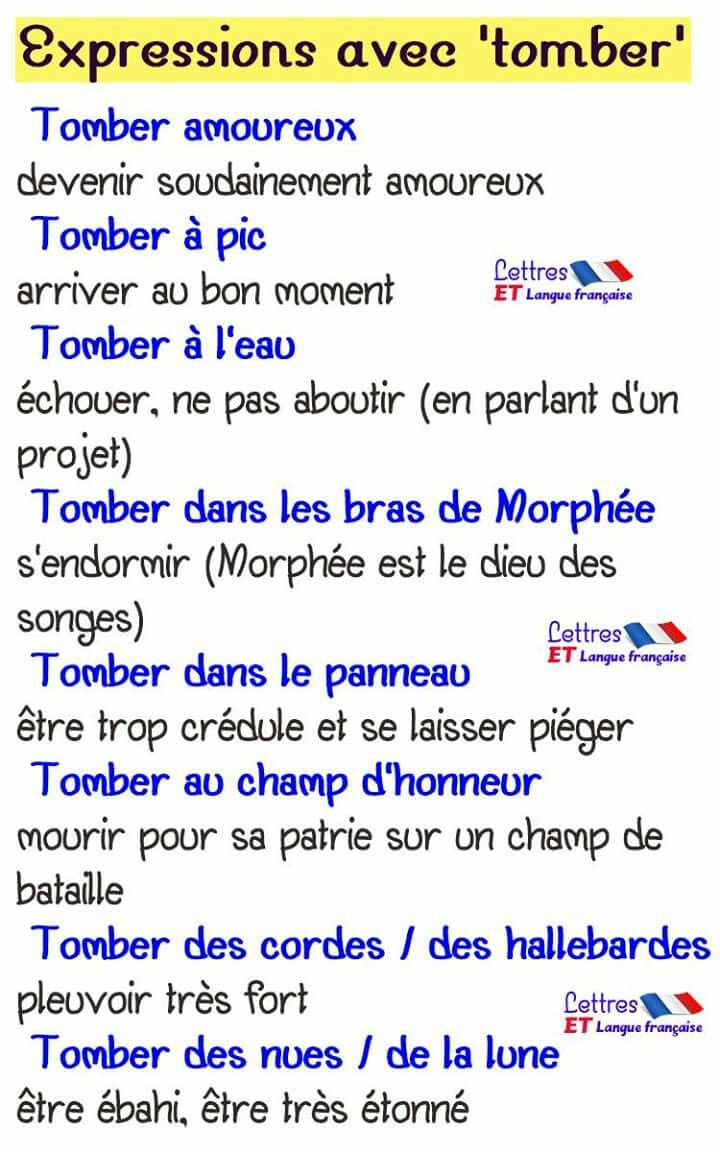 Expressions avec 'tomber'
Tomber amoureux
devenir soudainement amoureux
Tomber à pic
arriver au bon moment
Lettres
ET Langue française
Tomber à l'eau
échouer, ne pas aboutir (en parlant d'un
projet)
Tomber dans les bras de Morphée
s'endormir (Morphée est le dieu des
songes)
Lettres
ET Langue française
Tomber dans le panneau
être trop crédule et se laisser piéger
Tomber au champ d'honneur
mourir pour sa patrie sur un champ de
bataille
Tomber des cordes / des hallebardes
pleuvoir très fort
Lettres
ET Langue française
Tomber des nues / de la lune
être ébahi, être très étonné